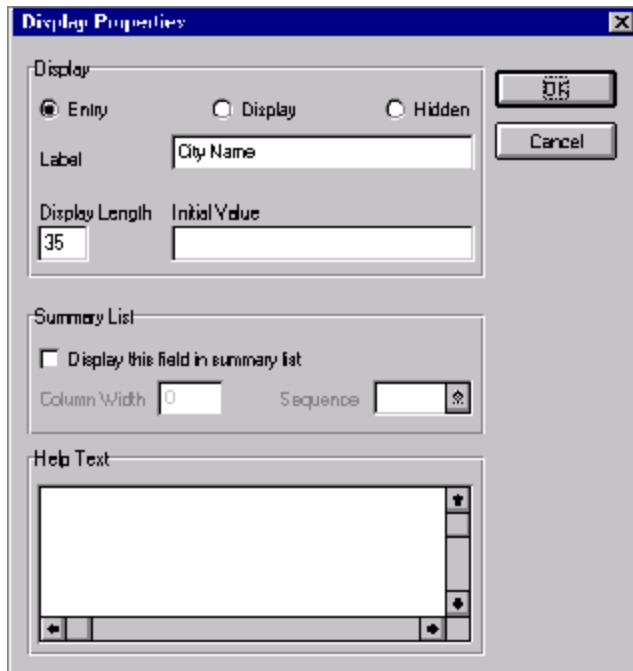 Display Properties
Display
Entry Display Hidden
OK
Cancel
Label City Name
Display Length Initial Value
35
Summary List
Display this field in summary list
Column Width 0 Sequence
Help Text